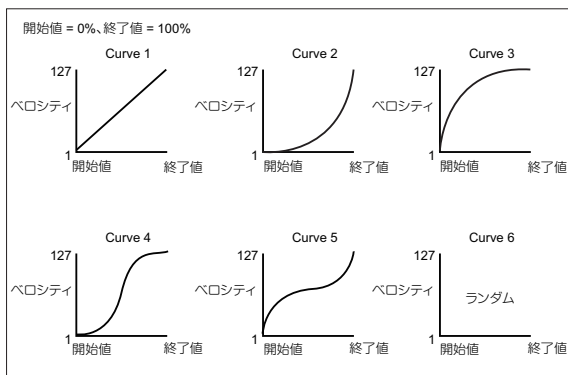 開始値 = 0%、終了値 = 100%
Curve 1
127
ベロシティ
1
開始値
終了値
Curve 2
127
ベロシティ
1
開始値
終了値
Curve 3
127
ベロシティ
1
開始値
終了値
Curve 4
127
ベロシティ
1
開始値
終了値
Curve 5
127
ベロシティ
1
開始値
終了値
Curve 6
127
ベロシティ
ランダム
1
開始値
終了値